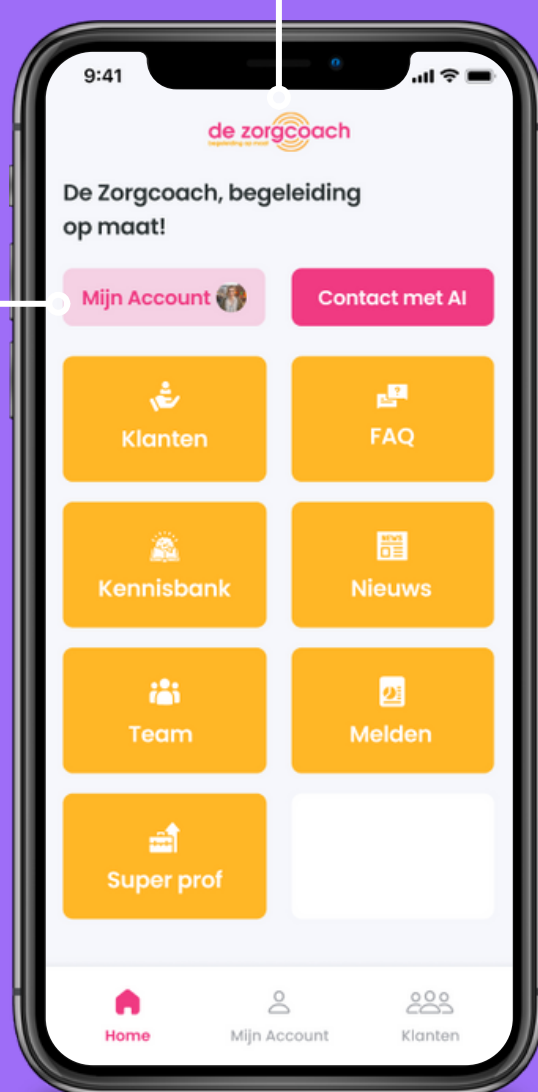 9:41
de zorgcoach
begeleiding op maat
De Zorgcoach, begeleiding
op maat!
Mijn Account
Contact met AI
Klanten
?
FAQ
Kennisbank
NEWS
Nieuws
Team
Melden
Super prof
Home
Mijn Account
Klanten